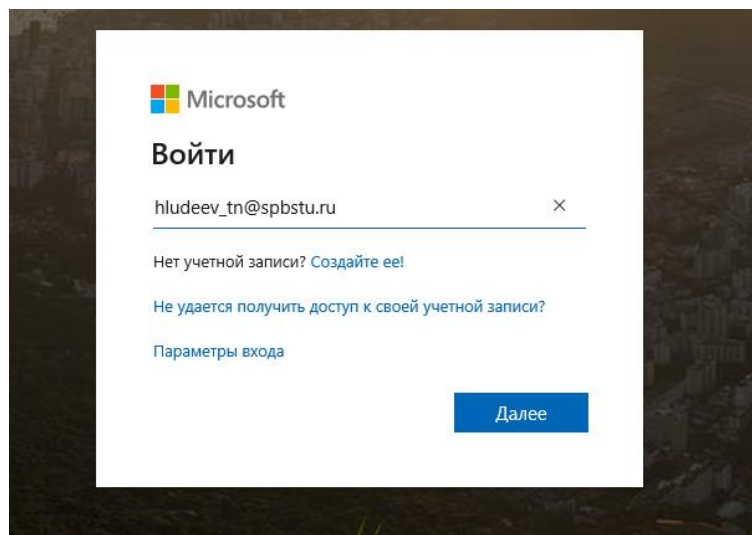 Microsoft
Войти
hludeev_tn@spbstu.ru
Нет учетной записи? Создайте ее!
Не удается получить доступ к своей учетной записи?
Параметры входа
Далее